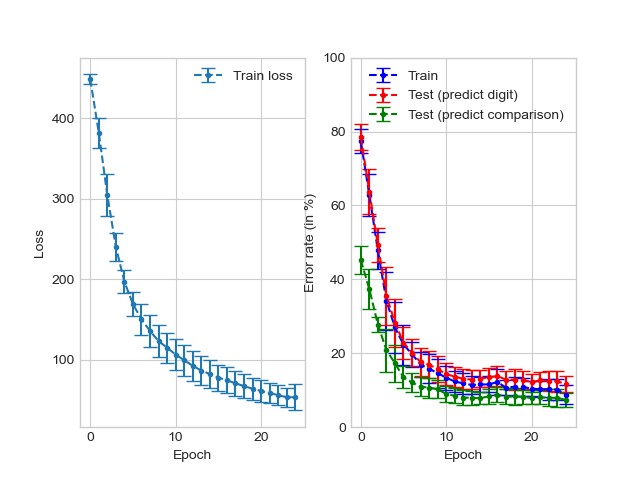 Train loss
400
300
200
100
Loss
0
10
20
Epoch
100
80
60
40
20
0
Error rate (in %)
Train
Test (predict digit)
Test (predict comparison)
0
10
20
Epoch